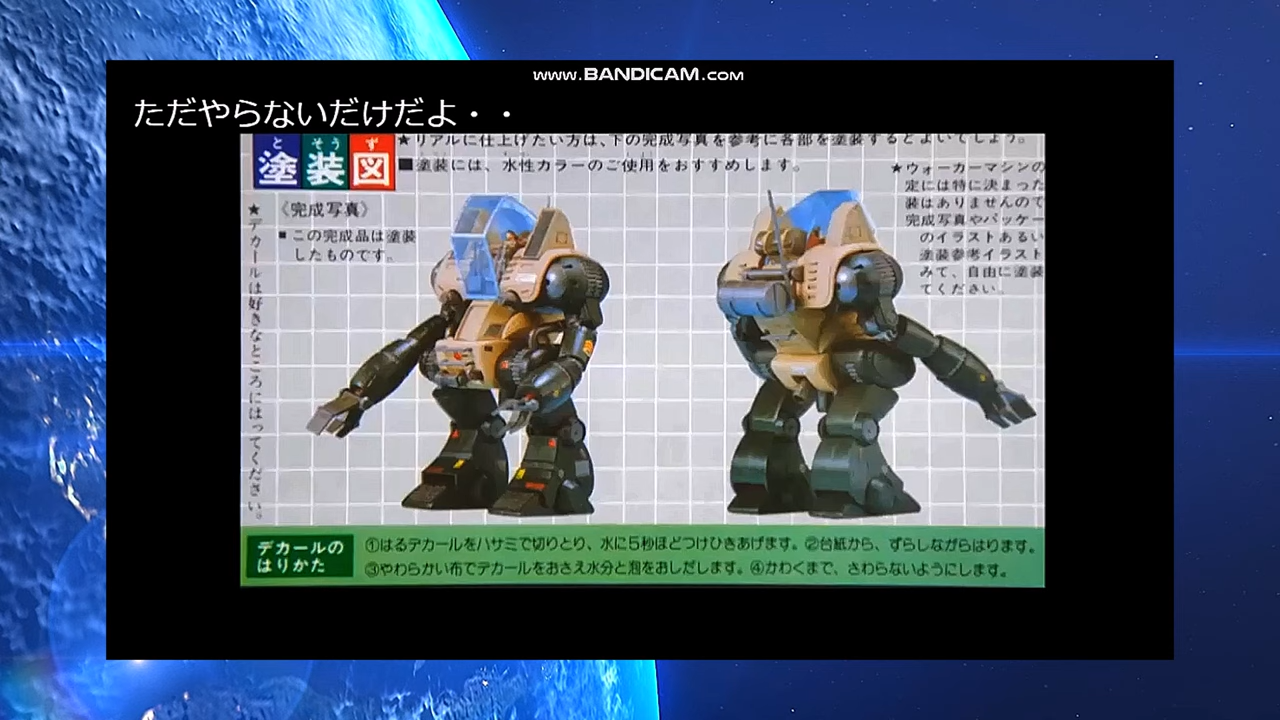 www.BANDICAM.com
ただやらないだけだよ・・
とそうず
塗装図
★リアルに仕上げたい方は、下の完成写真を参考に各部を塗装するとよいでしょう。
■塗装には、水性カラーのご使用をおすすめします。
★ウォーカーマシンの
定には特に決まった
装はありませんので
完成写真やパッケー
のイラストあるい
塗装参考イラスト
みて、自由に塗装
てください。
《完成写真》
■この完成品は塗装
したものです。
★デカールは好きなところにはってください。
デカールの
はりかた
①はるデカールをハサミで切りとり、水に5秒ほどつけひきあげます。②台紙から、ずらしながらはります。
③やわらかい布でデカールをおさえ水分と泡をおしだします。④かわくまで、さわらないようにします。